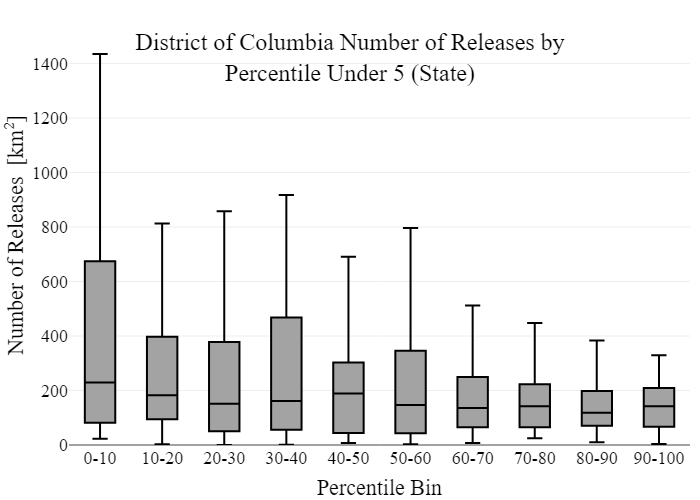 District of Columbia Number of Releases by
Percentile Under 5 (State)
Number of Releases [km²]
1400
1200
1000
800
600
400
200
0
0-10 10-20 20-30 30-40 40-50 50-60 60-70 70-80 80-90 90-100
Percentile Bin